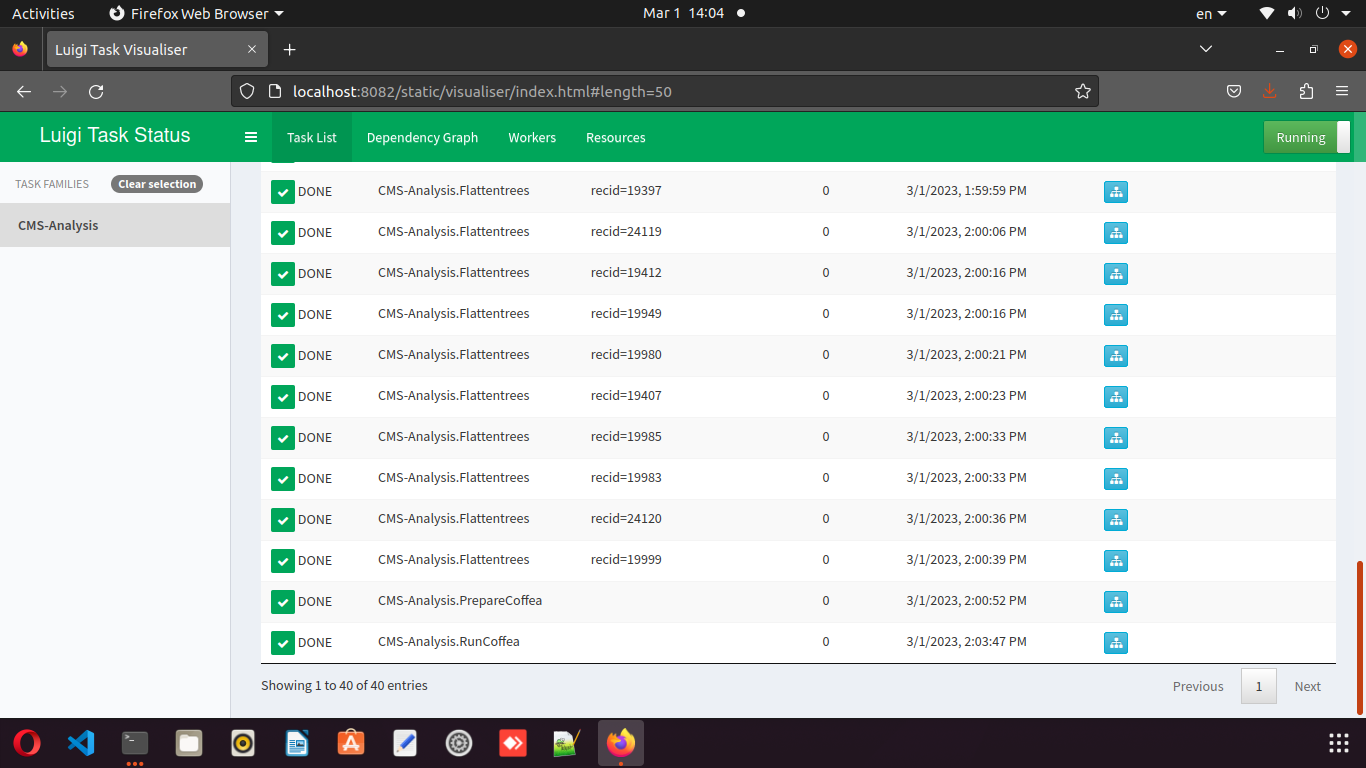 Activities Firefox Web Browser Mar 1 14:04 en
Luigi Task Visualiser
localhost:8082/static/visualiser/index.html#length=50
Luigi Task Status Task List Dependency Graph Workers Resources Running
TASK FAMILIES Clear selection
CMS-Analysis
DONE CMS-Analysis.Flattentrees recid=19397 0 3/1/2023, 1:59:59 PM
DONE CMS-Analysis.Flattentrees recid=24119 0 3/1/2023, 2:00:06 PM
DONE CMS-Analysis.Flattentrees recid=19412 0 3/1/2023, 2:00:16 PM
DONE CMS-Analysis.Flattentrees recid=19949 0 3/1/2023, 2:00:16 PM
DONE CMS-Analysis.Flattentrees recid=19980 0 3/1/2023, 2:00:21 PM
DONE CMS-Analysis.Flattentrees recid=19407 0 3/1/2023, 2:00:23 PM
DONE CMS-Analysis.Flattentrees recid=19985 0 3/1/2023, 2:00:33 PM
DONE CMS-Analysis.Flattentrees recid=19983 0 3/1/2023, 2:00:33 PM
DONE CMS-Analysis.Flattentrees recid=24120 0 3/1/2023, 2:00:36 PM
DONE CMS-Analysis.Flattentrees recid=19999 0 3/1/2023, 2:00:39 PM
DONE CMS-Analysis.PrepareCoffea 0 3/1/2023, 2:00:52 PM
DONE CMS-Analysis.RunCoffea 0 3/1/2023, 2:03:47 PM
Showing 1 to 40 of 40 entries Previous 1 Next